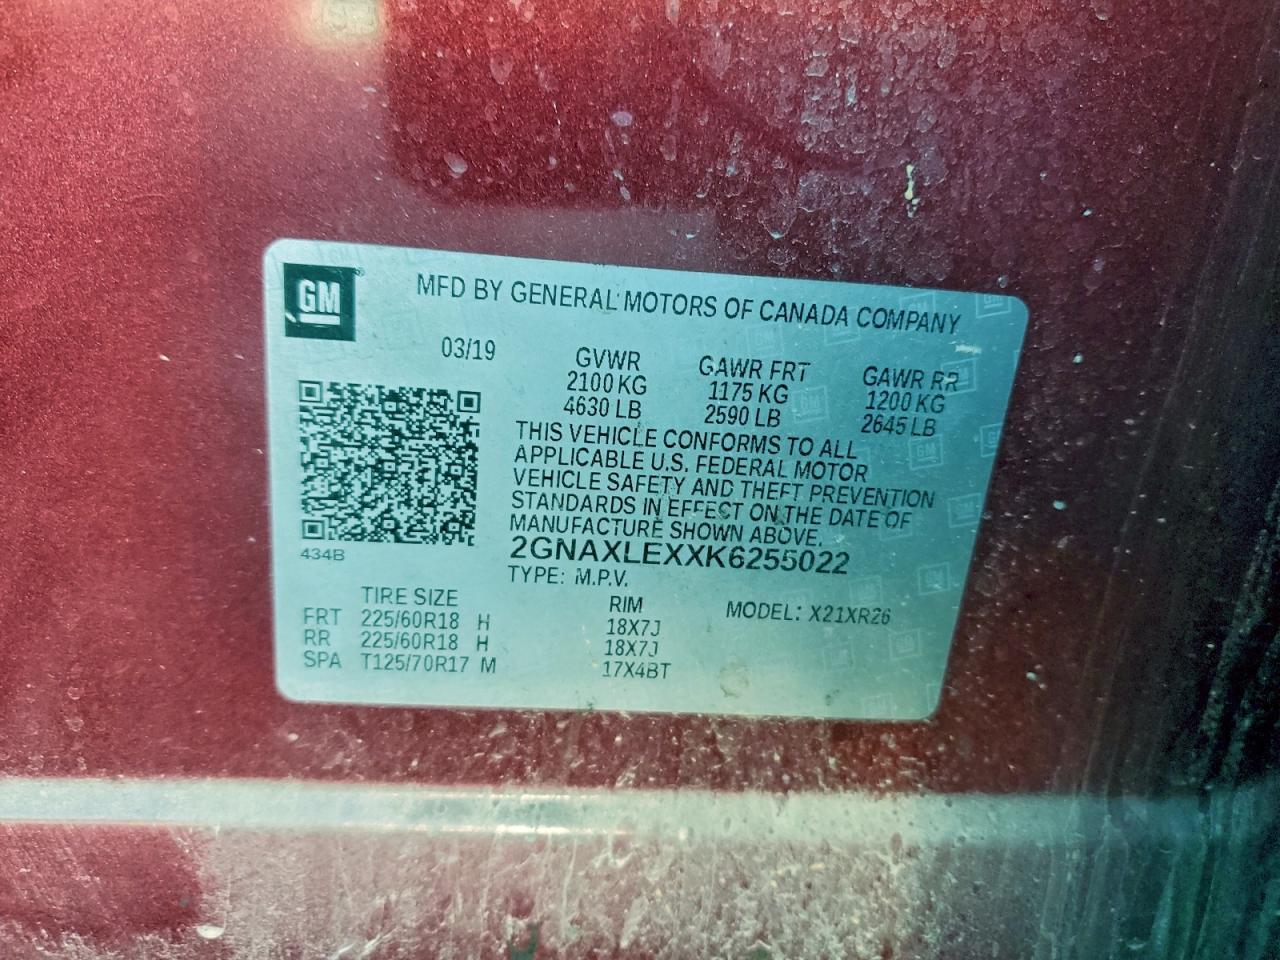 GM
MFD BY GENERAL MOTORS OF CANADA COMPANY
03/19
GVWR GAWR FRT GAWR RR
2100 KG 1175 KG 1200 KG
4630 LB 2590 LB 2645 LB
THIS VEHICLE CONFORMS TO ALL
APPLICABLE U.S. FEDERAL MOTOR
VEHICLE SAFETY AND THEFT PREVENTION
STANDARDS IN EFFECT ON THE DATE OF
MANUFACTURE SHOWN ABOVE.
434B
2GNAXLEXXK6255022
TYPE: M.P.V.
TIRE SIZE RIM MODEL: X21XR26
FRT 225/60R18 H 18X7J
RR 225/60R18 H 18X7J
SPA T125/70R17 M 17X4BT